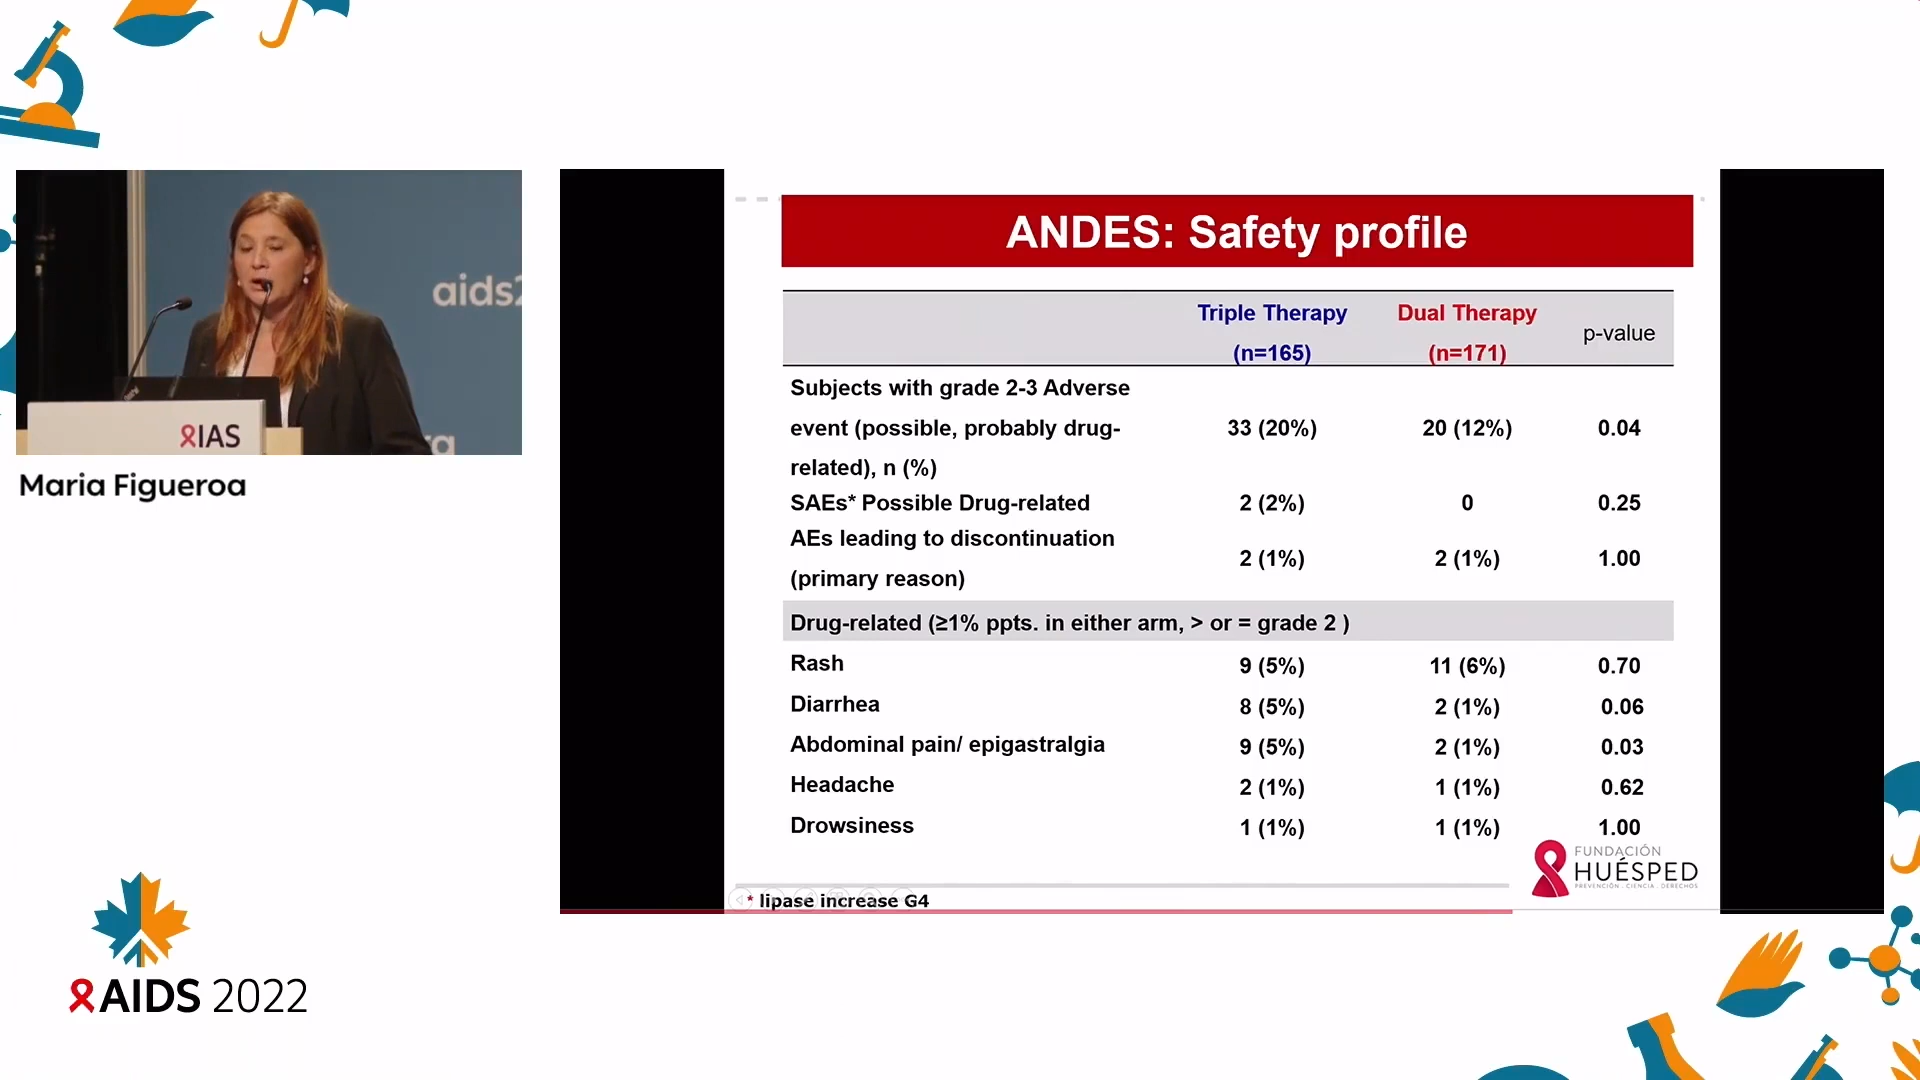 aids2
IAS
Maria Figueroa
ANDES: Safety profile
Triple Therapy (n=165) Dual Therapy (n=171) p-value
Subjects with grade 2-3 Adverse
event (possible, probably drug- 33 (20%) 20 (12%) 0.04
related), n (%)
SAEs* Possible Drug-related 2 (2%) 0 0.25
AEs leading to discontinuation
(primary reason) 2 (1%) 2 (1%) 1.00
Drug-related (≥1% ppts. in either arm, > or = grade 2 )
Rash 9 (5%) 11 (6%) 0.70
Diarrhea 8 (5%) 2 (1%) 0.06
Abdominal pain/ epigastralgia 9 (5%) 2 (1%) 0.03
Headache 2 (1%) 1 (1%) 0.62
Drowsiness 1 (1%) 1 (1%) 1.00
* lipase increase G4
FUNDACIÓN
HUÉSPED
PREVENCIÓN . CIENCIA . DERECHOS
AIDS 2022